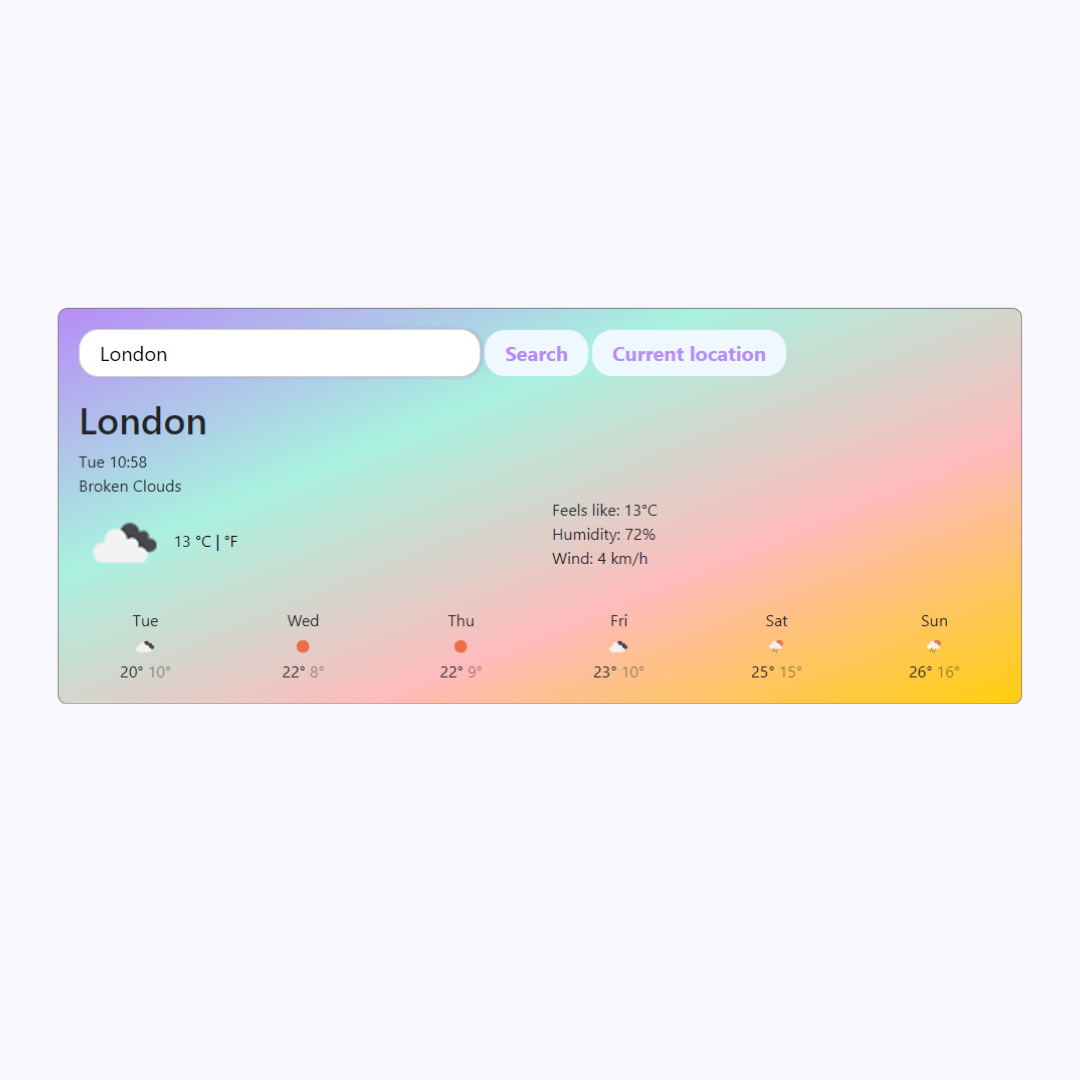 London Search Current location
London
Tue 10:58
Broken Clouds
13 °C | °F
Feels like: 13°C
Humidity: 72%
Wind: 4 km/h
Tue Wed Thu Fri Sat Sun
20° 10° 22° 8° 22° 9° 23° 10° 25° 15° 26° 16°